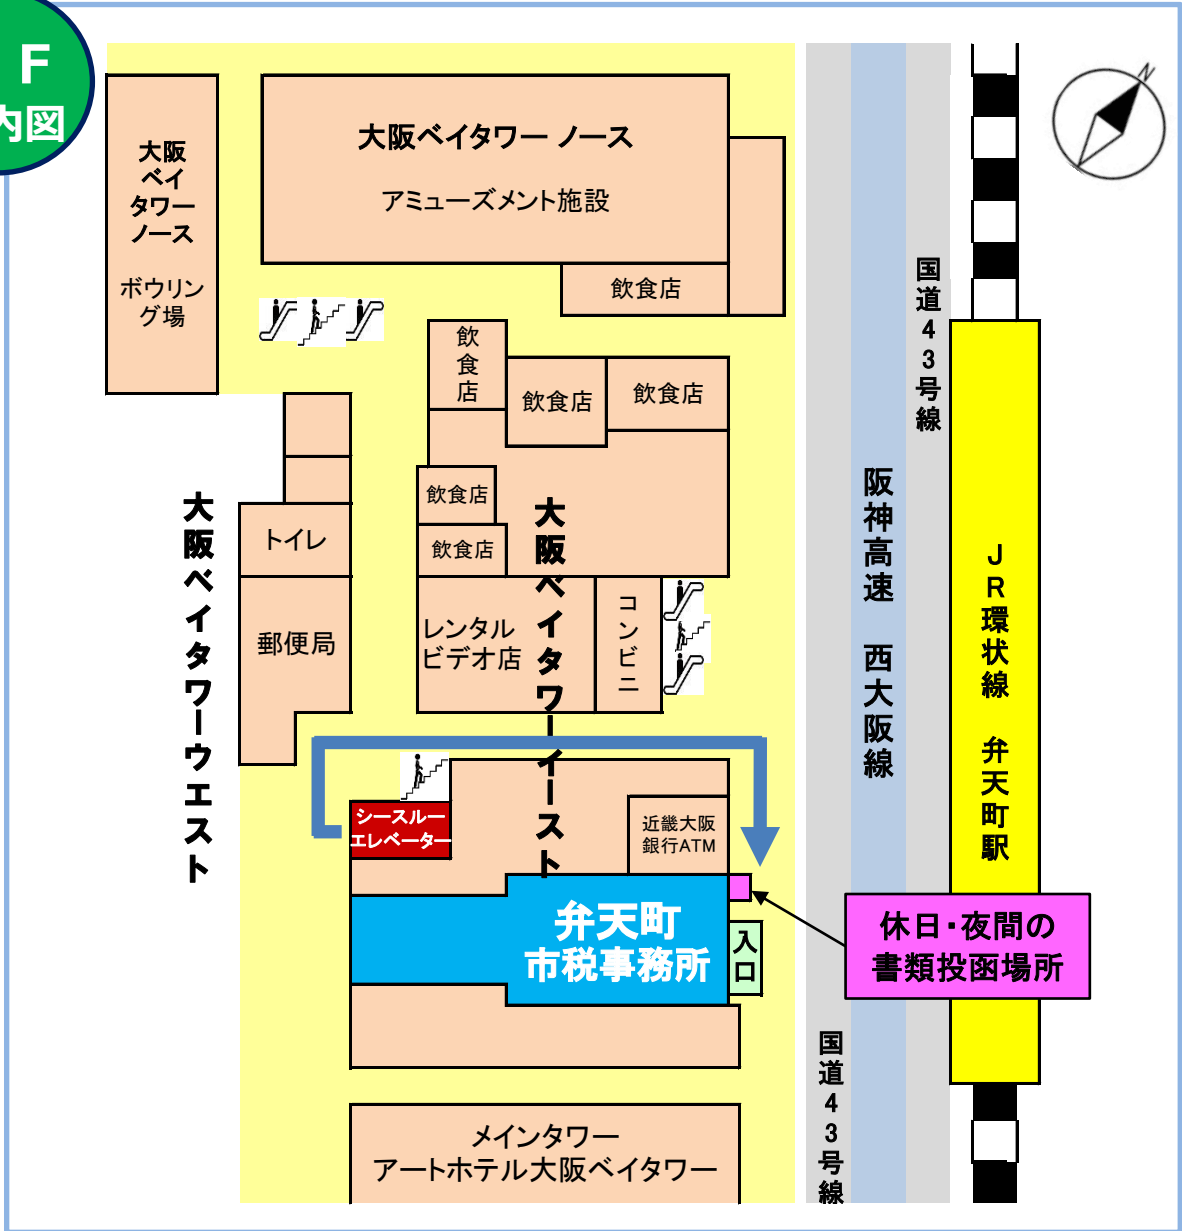 F
内図
大阪
ベイ
タワー
ノース
ボウリン
グ場
大阪ベイタワー ノース
アミューズメント施設
飲食店
N
国道43号線
飲食店
飲食店
飲食店
飲食店
飲食店
トイレ
郵便局
レンタル
ビデオ店
コンビニ
大阪ベイタワーウエスト
大阪ベイタワーイースト
阪神高速 西大阪線
JR環状線 弁天町駅
シースルー
エレベーター
近畿大阪
銀行ATM
弁天町
市税事務所
入口
休日・夜間の
書類投函場所
国道43号線
メインタワー
アートホテル大阪ベイタワー